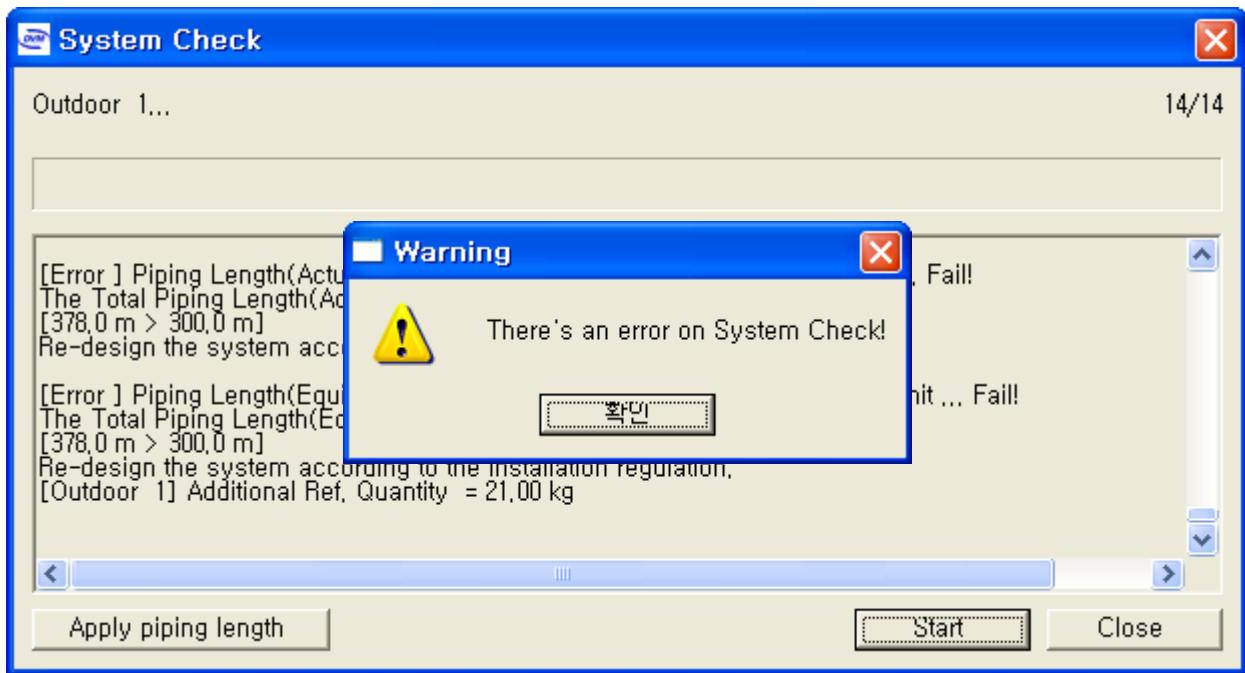 DVM System Check
Outdoor 1... 14/14
Warning
There's an error on System Check!
확인
[Error ] Piping Length(Actu . Fail!
The Total Piping Length(Ac
[378.0 m > 300.0 m]
Re-design the system acc
[Error ] Piping Length(Equi nit ... Fail!
The Total Piping Length(Ec
[378.0 m > 300.0 m]
Re-design the system according to the installation regulation.
[Outdoor 1] Additional Ref. Quantity = 21.00 kg
Apply piping length Start Close